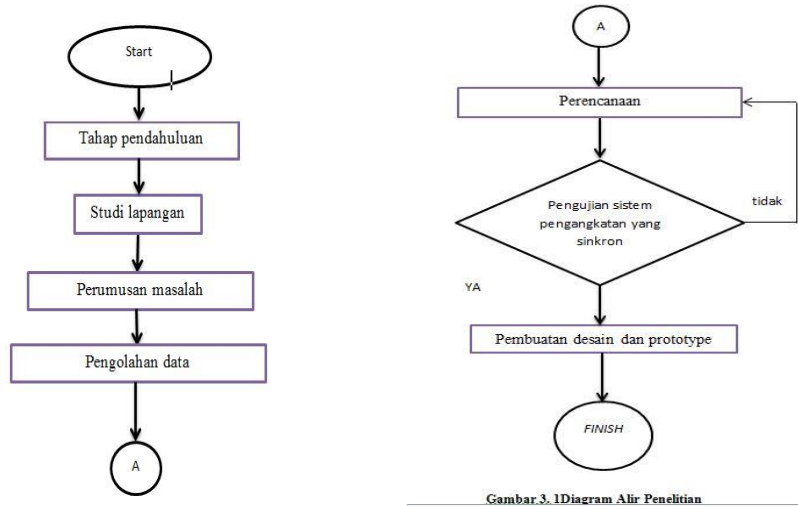 Start
Tahap pendahuluan
Studi lapangan
Perumusan masalah
Pengolahan data
A
A
Perencanaan
Pengujian sistem
pengangkatan yang
sinkron
tidak
YA
Pembuatan desain dan prototype
FINISH
Gambar 3. 1Diagram Alir Penelitian